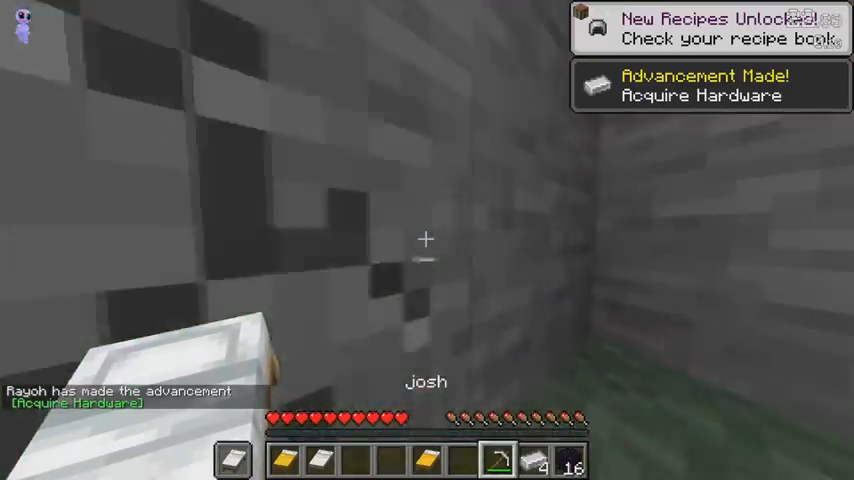 New Recipes Unlocked!
Check your recipe book
Advancement Made!
Acquire Hardware
josh
Rayoh has made the advancement
[Acquire Hardware]
4
16